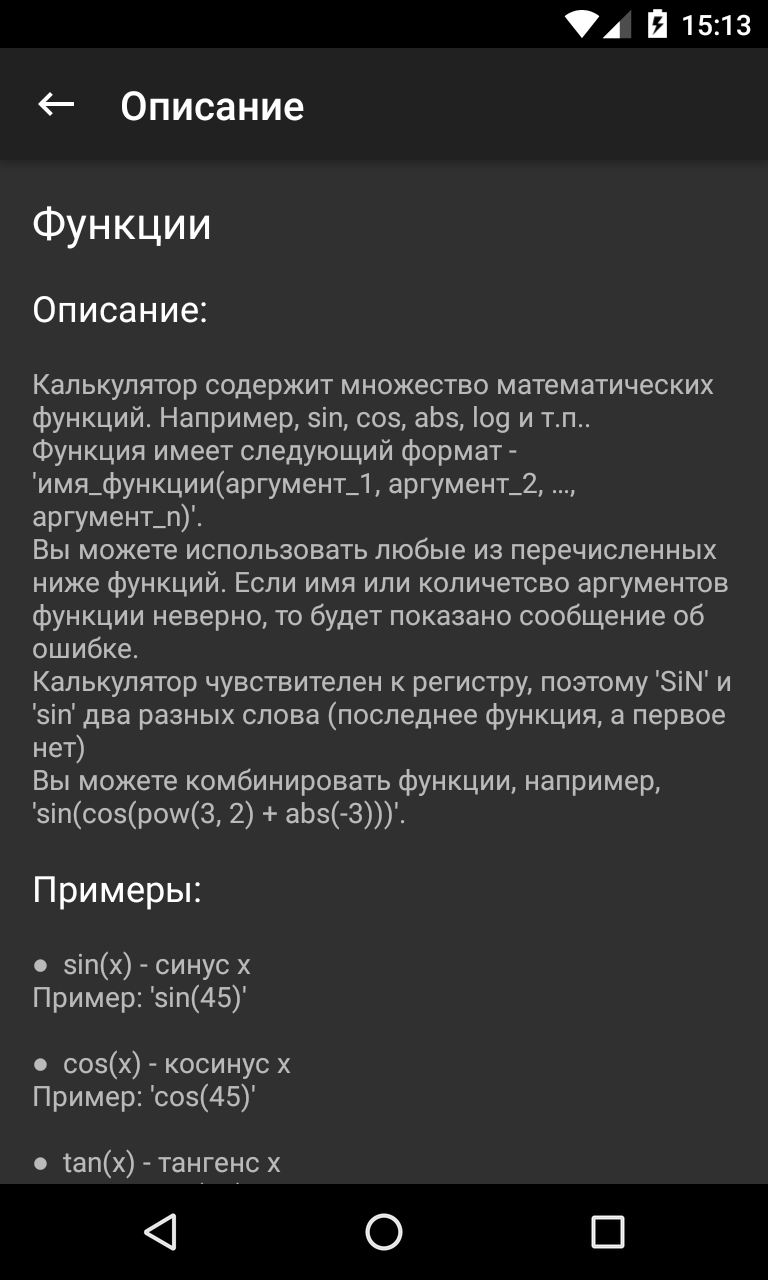 15:13
Описание
Функции
Описание:
Калькулятор содержит множество математических
функций. Например, sin, cos, abs, log и т.п..
Функция имеет следующий формат -
'имя_функции(аргумент_1, аргумент_2, ...,
аргумент_n)'.
Вы можете использовать любые из перечисленных
ниже функций. Если имя или количетсво аргументов
функции неверно, то будет показано сообщение об
ошибке.
Калькулятор чувствителен к регистру, поэтому 'SiN' и
'sin' два разных слова (последнее функция, а первое
нет)
Вы можете комбинировать функции, например,
'sin(cos(pow(3, 2) + abs(-3)))'.
Примеры:
● sin(x) - синус x
Пример: 'sin(45)'
● cos(x) - косинус x
Пример: 'cos(45)'
● tan(x) - тангенс x